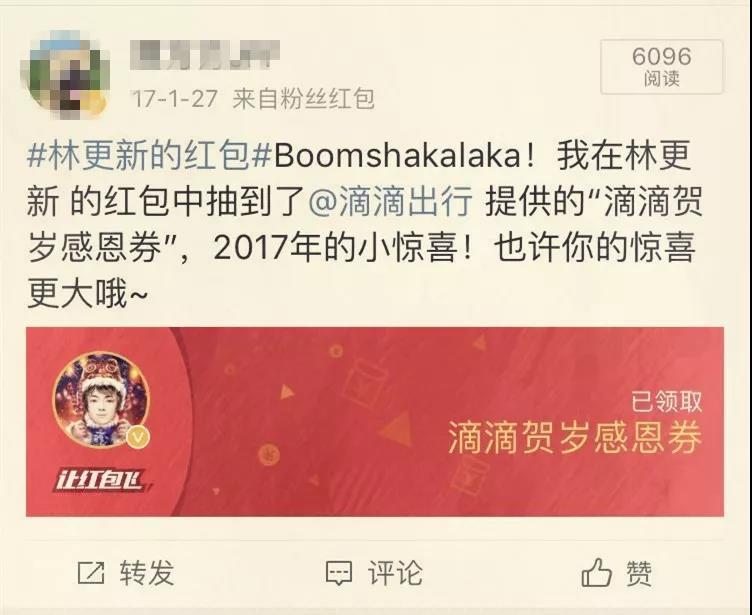 6096
阅读
17-1-27 来自粉丝红包
#林更新的红包#Boomshakalaka！我在林更
新 的红包中抽到了@滴滴出行 提供的“滴滴贺
岁感恩券”，2017年的小惊喜！也许你的惊喜
更大哦~
已领取
滴滴贺岁感恩券
让红包飞
转发
评论
赞